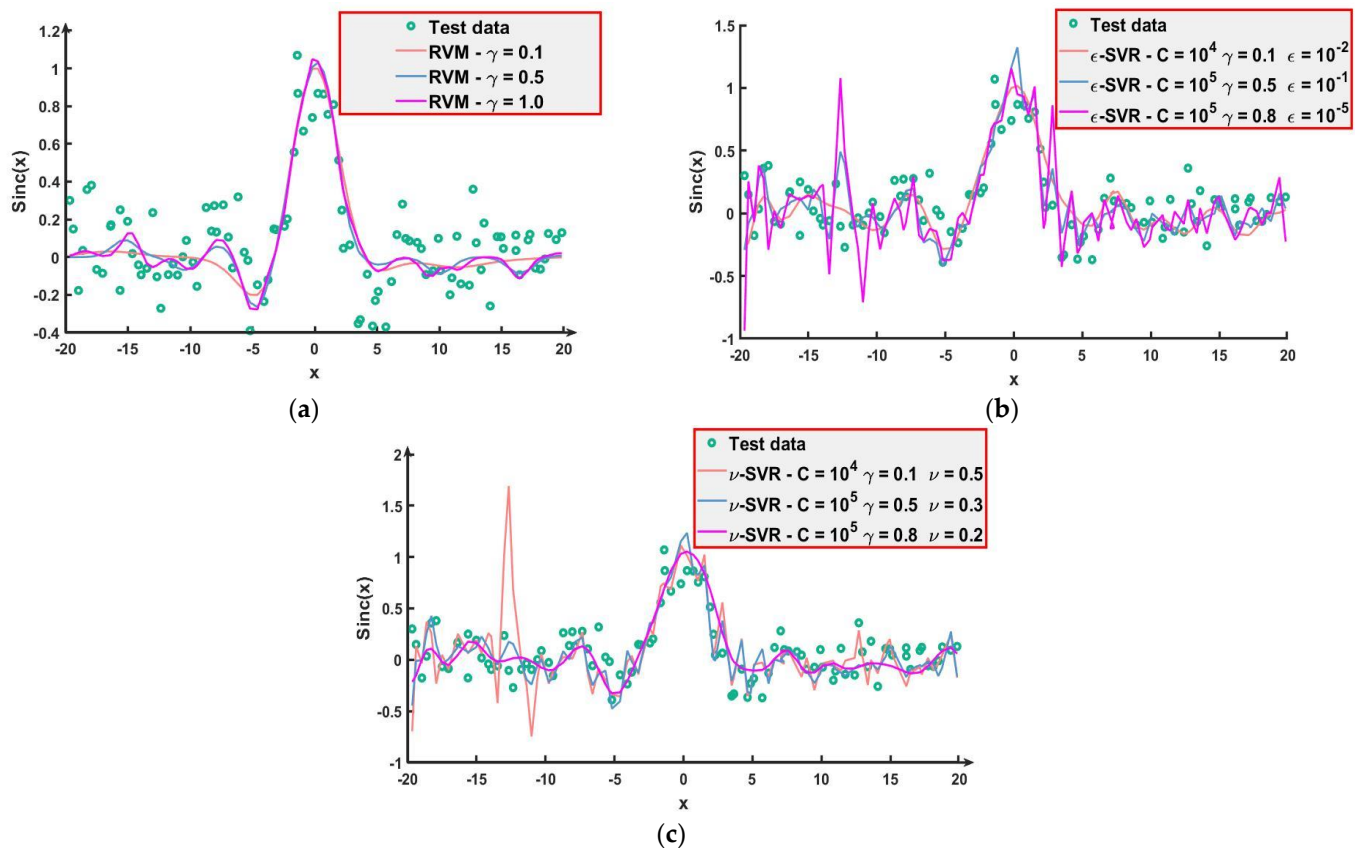 Test data
RVM - γ = 0.1
RVM - γ = 0.5
RVM - γ = 1.0
1.2
1
0.8
0.6
0.4
0.2
0
-0.2
-0.4
Sinc(x)
-20 -15 -10 -5 0 5 10 15 20
x
(a)
Test data
ϵ-SVR - C = 10^4 γ = 0.1 ϵ = 10^-2
ϵ-SVR - C = 10^5 γ = 0.5 ϵ = 10^-1
ϵ-SVR - C = 10^5 γ = 0.8 ϵ = 10^-5
1.5
1
0.5
0
-0.5
-1
Sinc(x)
-20 -15 -10 -5 0 5 10 15 20
x
(b)
Test data
ν-SVR - C = 10^4 γ = 0.1 ν = 0.5
ν-SVR - C = 10^5 γ = 0.5 ν = 0.3
ν-SVR - C = 10^5 γ = 0.8 ν = 0.2
2
1.5
1
0.5
0
-0.5
-1
Sinc(x)
-20 -15 -10 -5 0 5 10 15 20
x
(c)